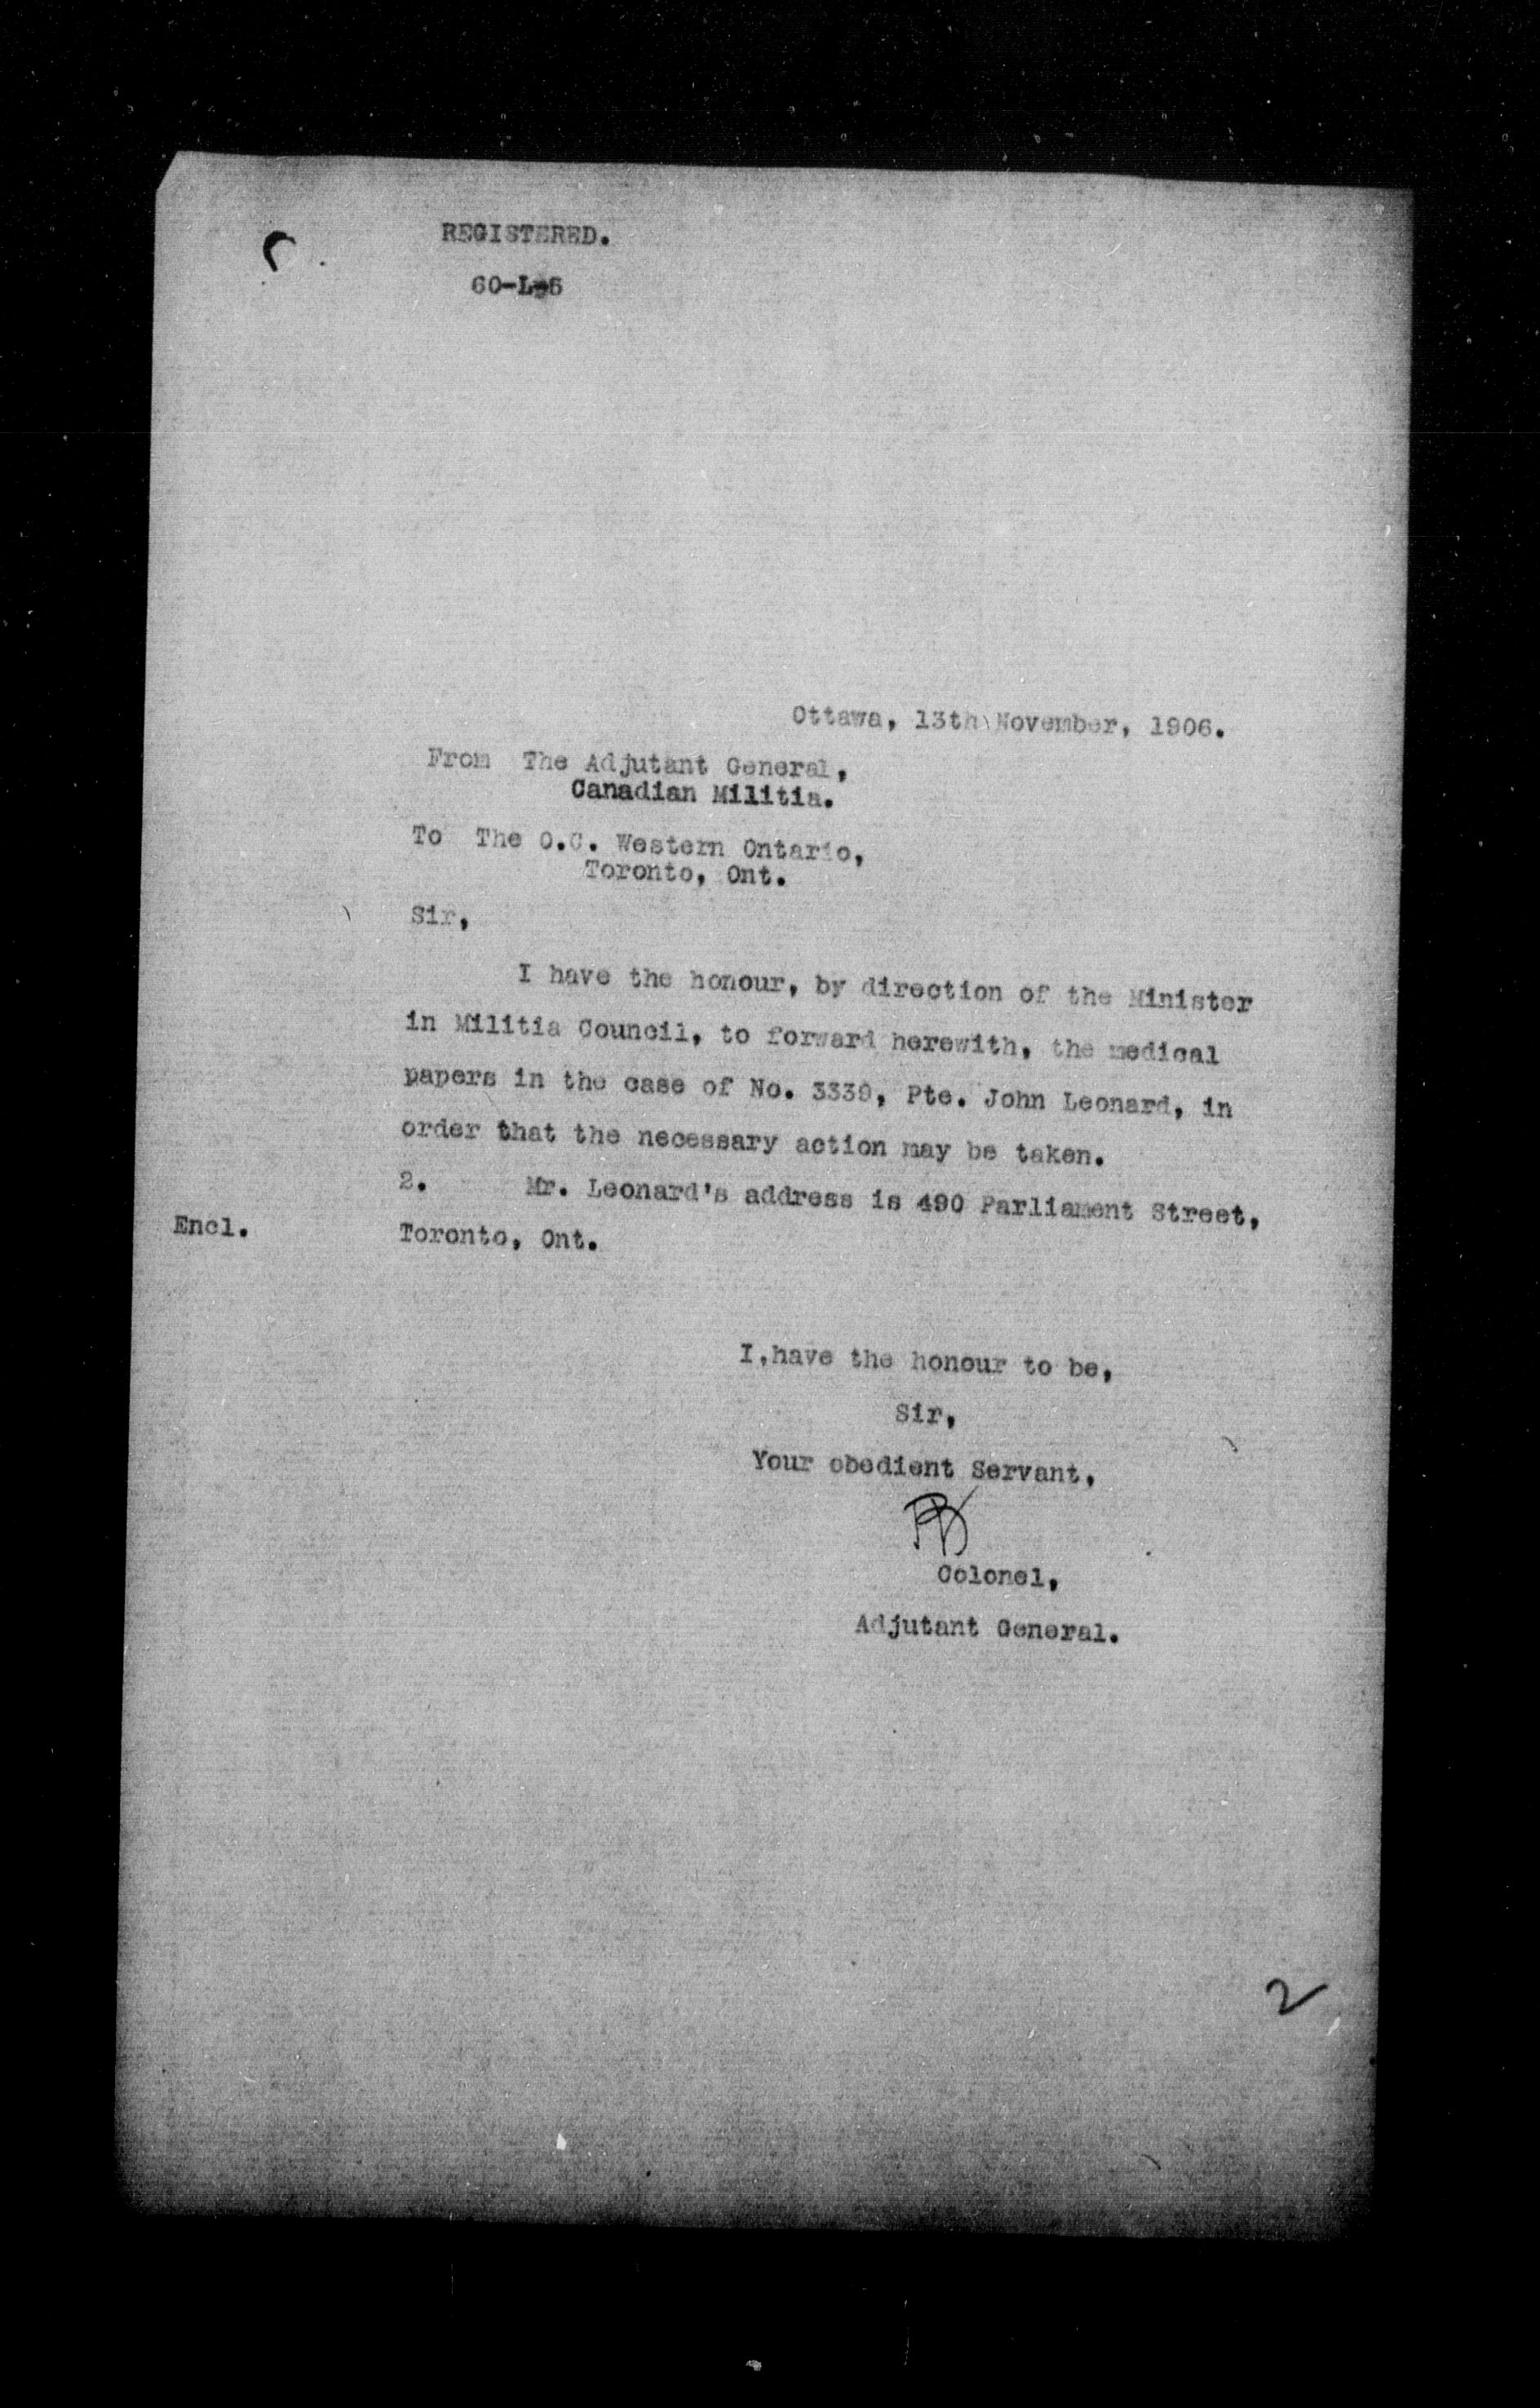 REGISTERED.
60-L-6
Ottawa, 13th November, 1906.
From The Adjutant General,
Canadian Militia.
To The O.C. Western Ontario,
Toronto, Ont.
Sir,
I have the honour, by direction of the Minister
in Militia Council, to forward herewith, the medical
papers in the case of No. 3339, Pte. John Leonard, in
order that the necessary action may be taken.
2. Mr. Leonard's address is 490 Parliament Street,
Encl. Toronto, Ont.
I,have the honour to be,
Sir,
Your obedient Servant,
Colonel,
Adjutant General.
2